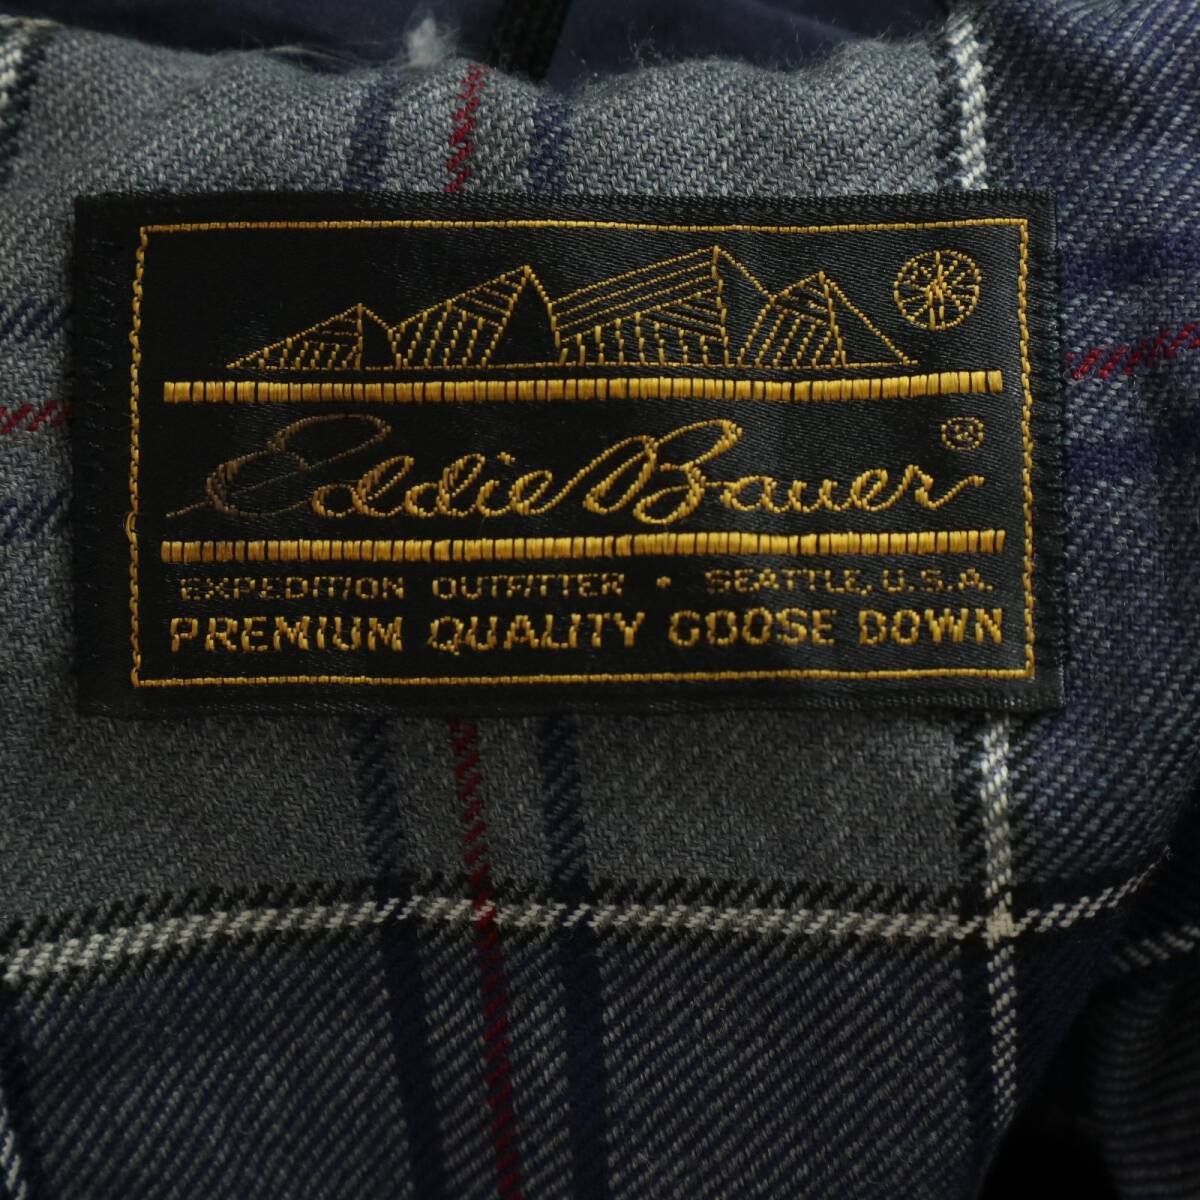 Eddie Bauer®
EXPEDITION OUTFITTER • SEATTLE, U.S.A.
PREMIUM QUALITY GOOSE DOWN